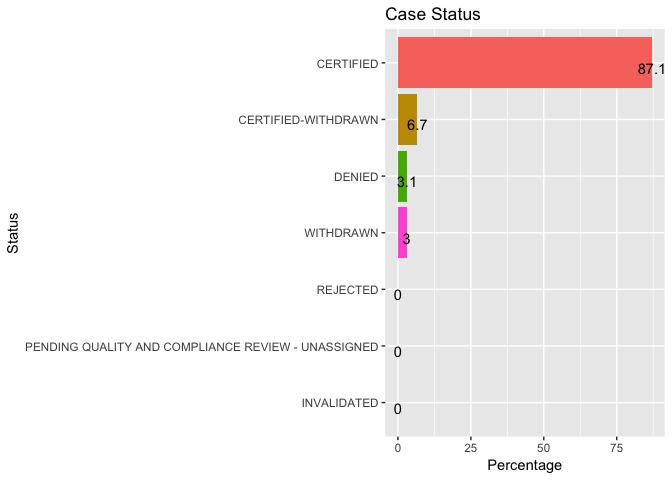 Case Status
CERTIFIED
87.1
CERTIFIED-WITHDRAWN
6.7
DENIED
3.1
WITHDRAWN
3
REJECTED
0
PENDING QUALITY AND COMPLIANCE REVIEW - UNASSIGNED
0
INVALIDATED
0
Status
0 25 50 75
Percentage